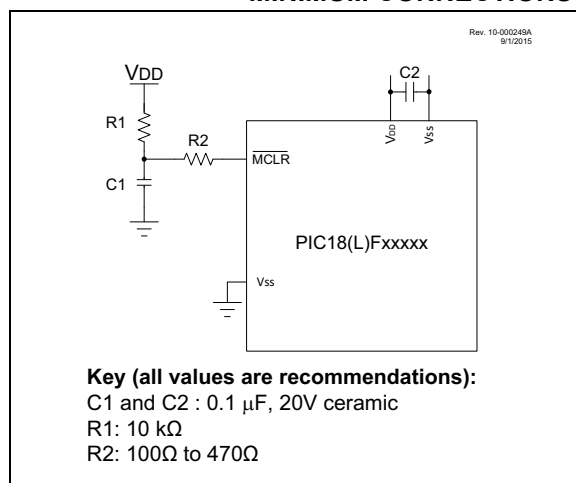 Rev. 10-000249A
9/1/2015
VDD
C2
R1
R2
VDD
Vss
MCLR
C1
PIC18(L)Fxxxxx
Vss
Key (all values are recommendations):
C1 and C2 : 0.1 μF, 20V ceramic
R1: 10 kΩ
R2: 100Ω to 470Ω